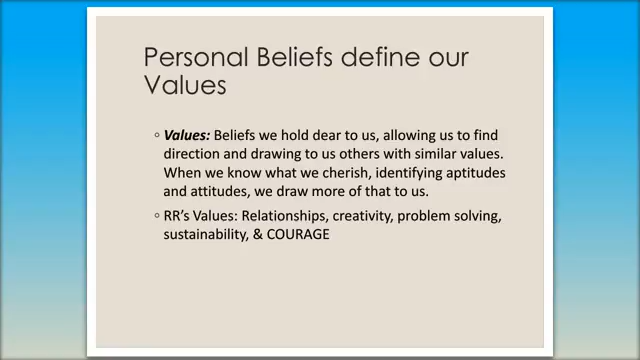 Personal Beliefs define our
Values
◦ Values: Beliefs we hold dear to us, allowing us to find
direction and drawing to us others with similar values.
When we know what we cherish, identifying aptitudes
and attitudes, we draw more of that to us.
◦ RR's Values: Relationships, creativity, problem solving,
sustainability, & COURAGE